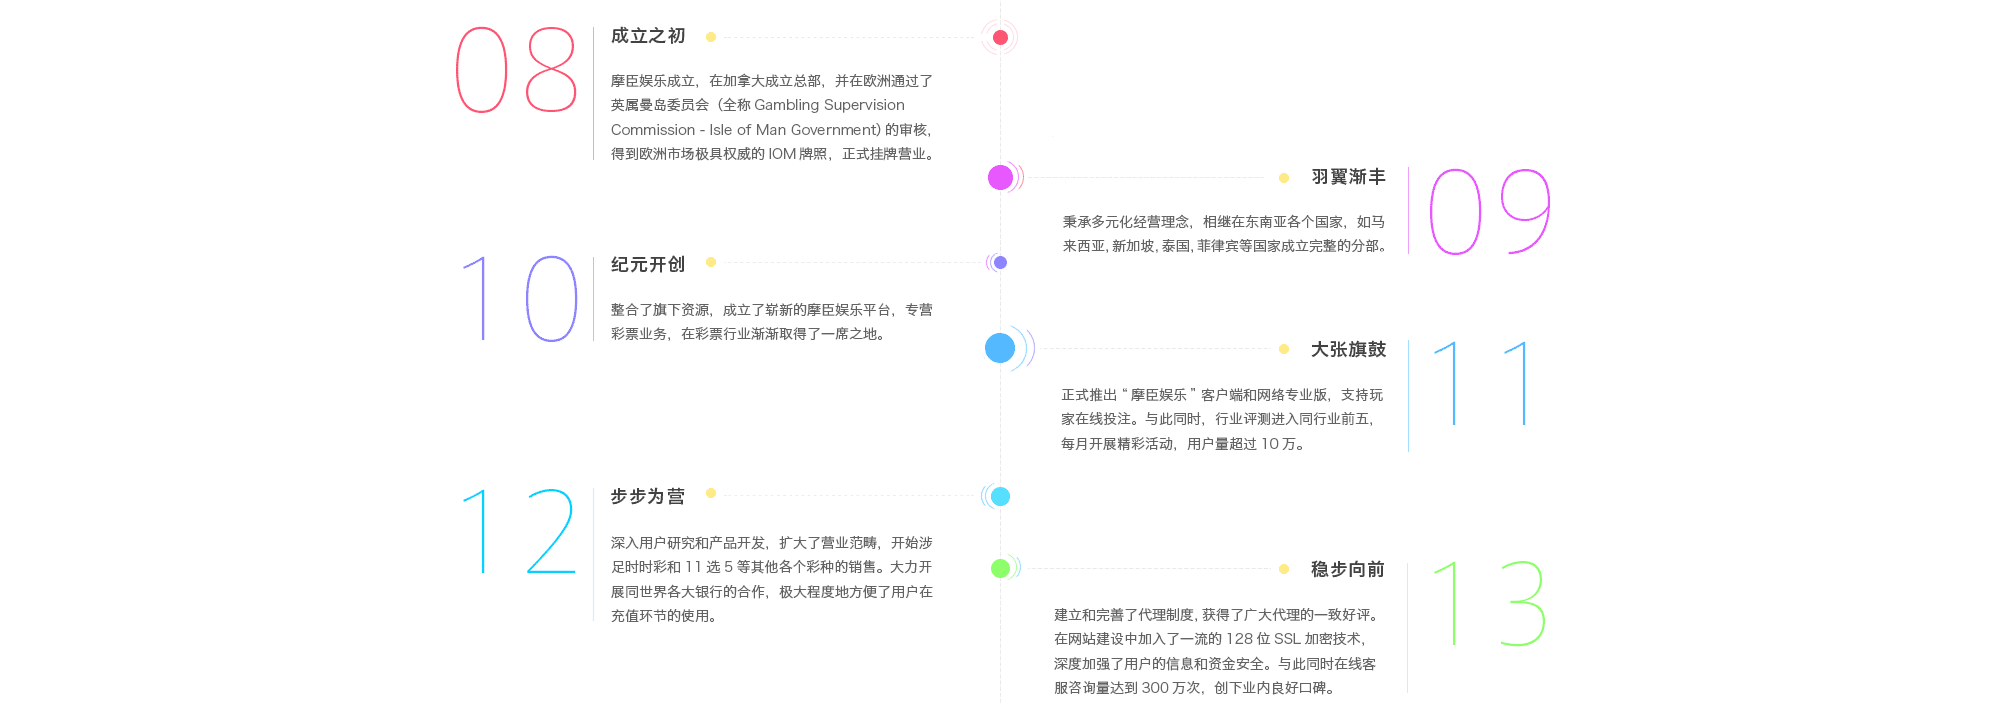 08
成立之初
摩臣娱乐成立，在加拿大成立总部，并在欧洲通过了
英属曼岛委员会（全称 Gambling Supervision
Commission - Isle of Man Government) 的审核，
得到欧洲市场极具权威的 IOM 牌照，正式挂牌营业。
09
羽翼渐丰
秉承多元化经营理念，相继在东南亚各个国家，如马
来西亚, 新加坡, 泰国, 菲律宾等国家成立完整的分部。
10
纪元开创
整合了旗下资源，成立了崭新的摩臣娱乐平台，专营
彩票业务，在彩票行业渐渐取得了一席之地。
11
大张旗鼓
正式推出 “ 摩臣娱乐 ” 客户端和网络专业版，支持玩
家在线投注。与此同时，行业评测进入同行业前五，
每月开展精彩活动，用户量超过 10 万。
12
步步为营
深入用户研究和产品开发，扩大了营业范畴，开始涉
足时时彩和 11 选 5 等其他各个彩种的销售。大力开
展同世界各大银行的合作，极大程度地方便了用户在
充值环节的使用。
13
稳步向前
建立和完善了代理制度, 获得了广大代理的一致好评。
在网站建设中加入了一流的 128 位 SSL 加密技术，
深度加强了用户的信息和资金安全。与此同时在线客
服咨询量达到 300 万次，创下业内良好口碑。